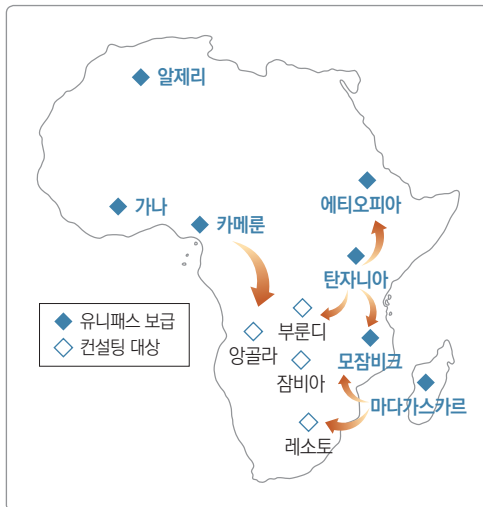 알제리
가나
카메룬
에티오피아
탄자니아
유니패스 보급
컨설팅 대상
부룬디
앙골라
모잠비크
잠비아
마다가스카르
레소토